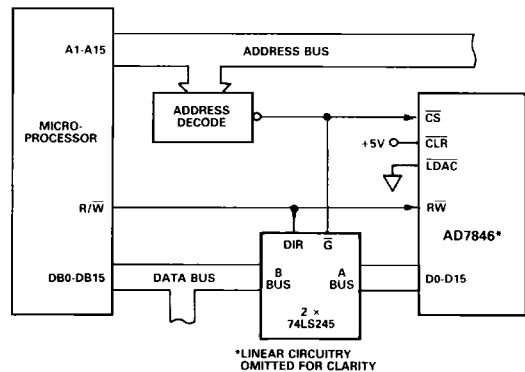 A1-A15
ADDRESS BUS
ADDRESS
DECODE
MICRO-
PROCESSOR
CS
+5V
CLR
LDAC
R/W
RW
AD7846*
DIR
G
DB0-DB15
DATA BUS
B
BUS
A
BUS
D0-D15
2 ×
74LS245
*LINEAR CIRCUITRY
OMITTED FOR CLARITY